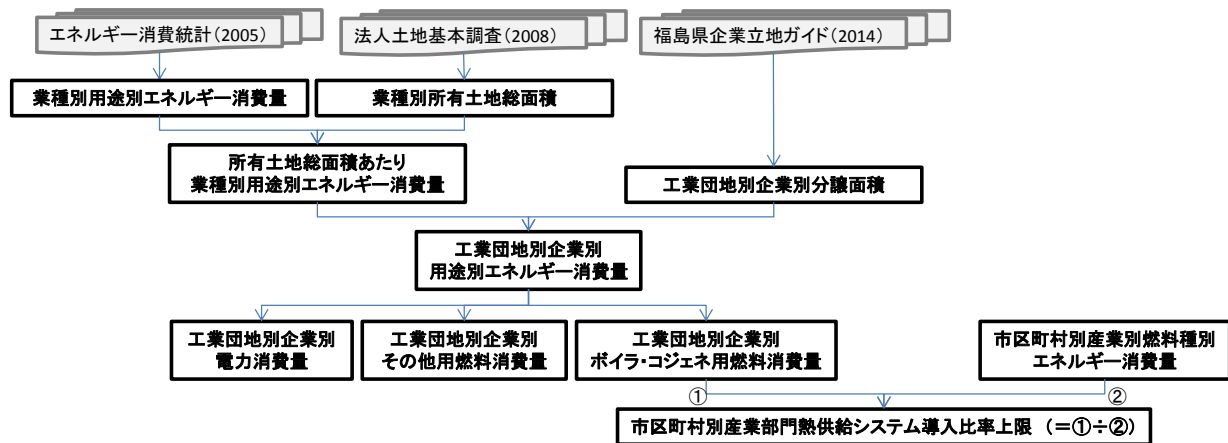 エネルギー消費統計(2005)
法人土地基本調査(2008)
福島県企業立地ガイド(2014)
業種別用途別エネルギー消費量
業種別所有土地総面積
所有土地総面積あたり
業種別用途別エネルギー消費量
工業団地別企業別分譲面積
工業団地別企業別
用途別エネルギー消費量
工業団地別企業別
電力消費量
工業団地別企業別
その他用燃料消費量
工業団地別企業別
ボイラ・コジェネ用燃料消費量
市区町村別産業別燃料種別
エネルギー消費量
①
②
市区町村別産業部門熱供給システム導入比率上限 (=①÷②)